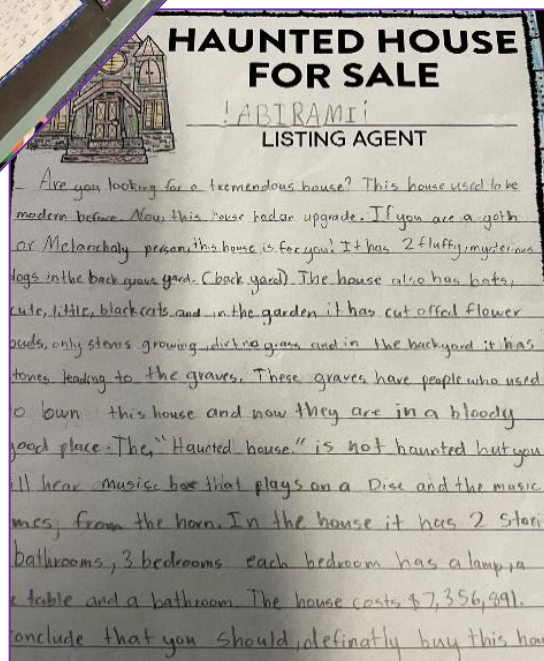 HAUNTED HOUSE
FOR SALE
!ABIRAMI¡
LISTING AGENT
Are you looking for a tremendous house? This house used to be
modern before. Now, this house had an upgrade. If you are a goth
or Melancholy person, this house is for you! It has 2 fluffy, mysterious
dogs in the back grave yard. (back yard). The house also has bats,
cute, little, black cats, and in the garden it has cut offed flower
buds, only stems growing, dirt no grass and in the backyard it has
tones leading to the graves. These graves have people who used
o own this house and now they are in a bloody
good place. The, "Haunted house." is not haunted but you
ill hear music box that plays on a Disc and the music
mes, from the horn. In the house it has 2 stori
bathrooms, 3 bedrooms each bedroom has a lamp, a
e table and a bathroom. The house costs $7,356,891.
onclude that you should, definatly buy this hou